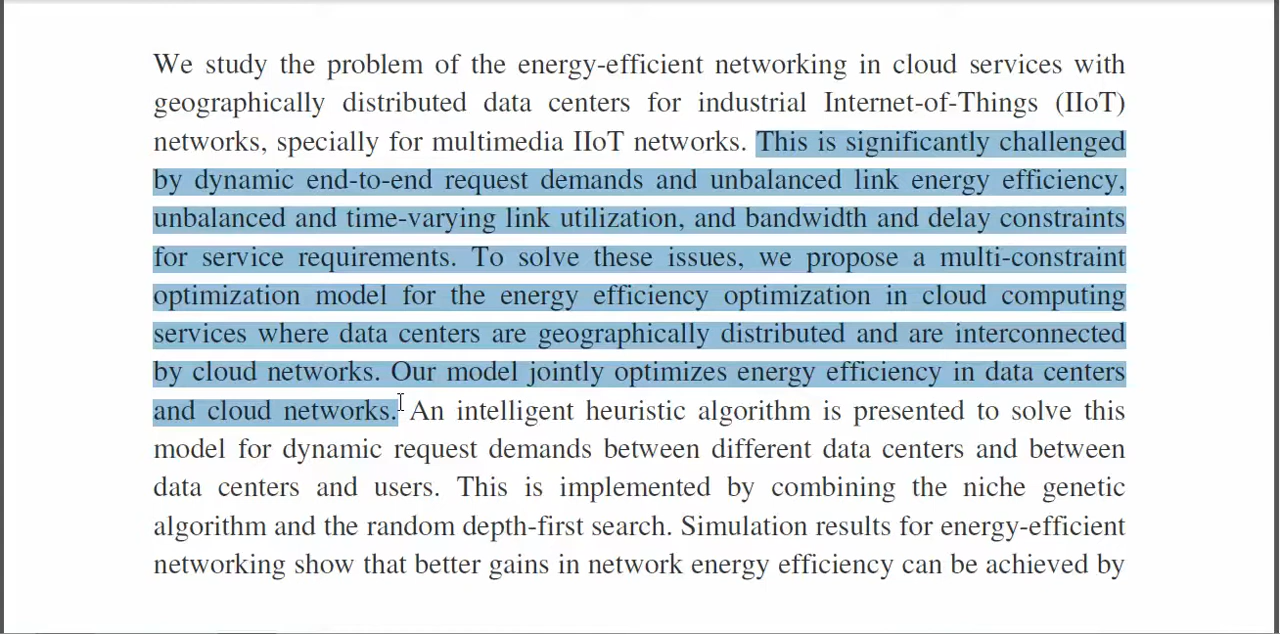 We study the problem of the energy-efficient networking in cloud services with
geographically distributed data centers for industrial Internet-of-Things (IIoT)
networks, specially for multimedia IIoT networks. This is significantly challenged
by dynamic end-to-end request demands and unbalanced link energy efficiency,
unbalanced and time-varying link utilization, and bandwidth and delay constraints
for service requirements. To solve these issues, we propose a multi-constraint
optimization model for the energy efficiency optimization in cloud computing
services where data centers are geographically distributed and are interconnected
by cloud networks. Our model jointly optimizes energy efficiency in data centers
and cloud networks. An intelligent heuristic algorithm is presented to solve this
model for dynamic request demands between different data centers and between
data centers and users. This is implemented by combining the niche genetic
algorithm and the random depth-first search. Simulation results for energy-efficient
networking show that better gains in network energy efficiency can be achieved by